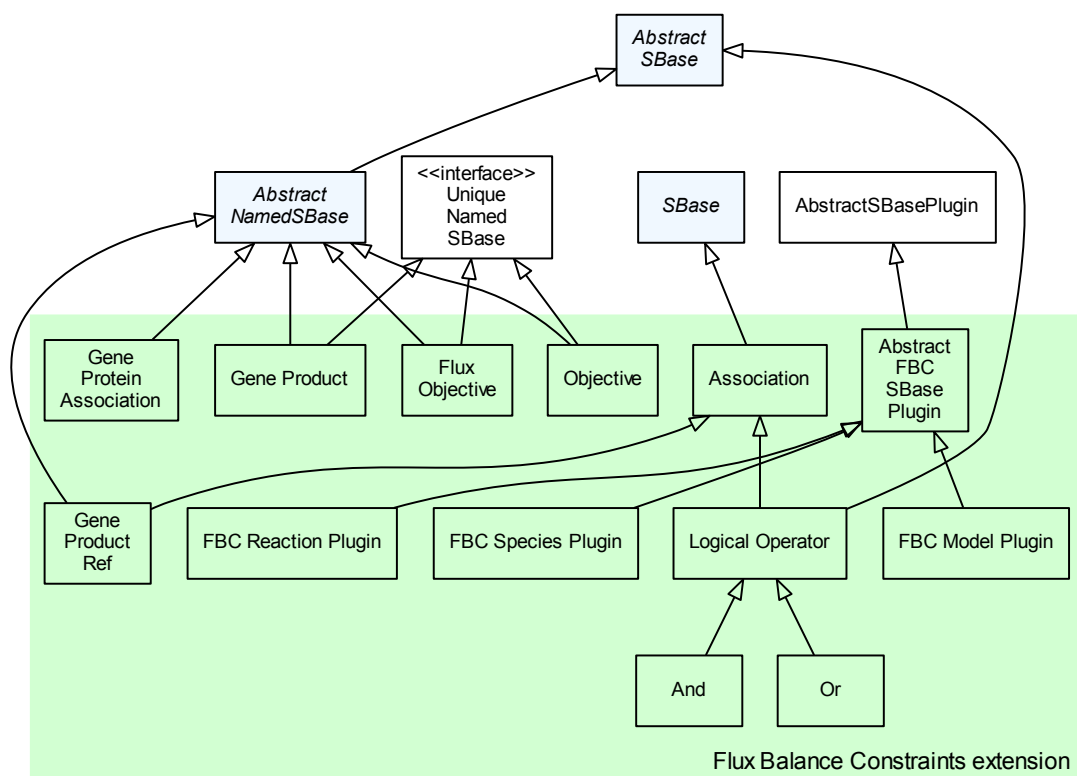 Abstract
SBase
Abstract
NamedSBase
<<interface>>
Unique
Named
SBase
SBase
AbstractSBasePlugin
Gene
Protein
Association
Gene Product
Flux
Objective
Objective
Association
Abstract
FBC
SBase
Plugin
Gene
Product
Ref
FBC Reaction Plugin
FBC Species Plugin
Logical Operator
FBC Model Plugin
And
Or
Flux Balance Constraints extension